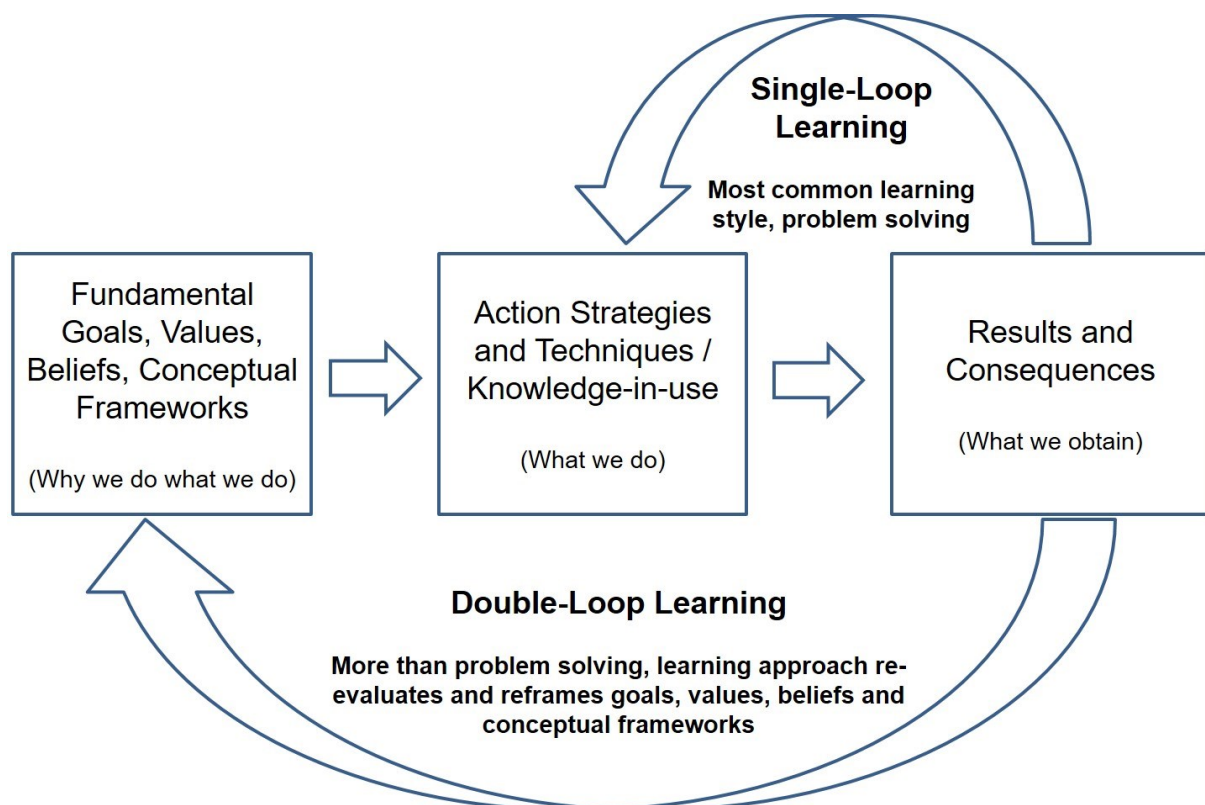 Single-Loop
Learning
Most common learning
style, problem solving
Fundamental
Goals, Values,
Beliefs, Conceptual
Frameworks
(Why we do what we do)
Action Strategies
and Techniques /
Knowledge-in-use
(What we do)
Results and
Consequences
(What we obtain)
Double-Loop Learning
More than problem solving, learning approach re-
evaluates and reframes goals, values, beliefs and
conceptual frameworks